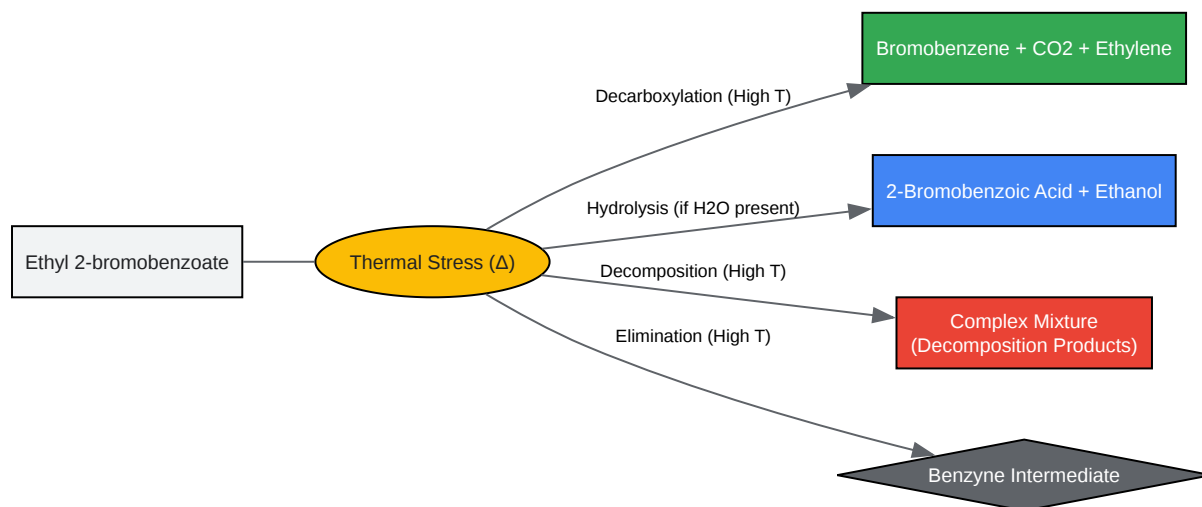 Bromobenzene + CO2 + Ethylene
Decarboxylation (High T)
2-Bromobenzoic Acid + Ethanol
Hydrolysis (if H2O present)
Ethyl 2-bromobenzoate
Thermal Stress (Δ)
Decomposition (High T)
Complex Mixture
(Decomposition Products)
Elimination (High T)
Benzyne Intermediate